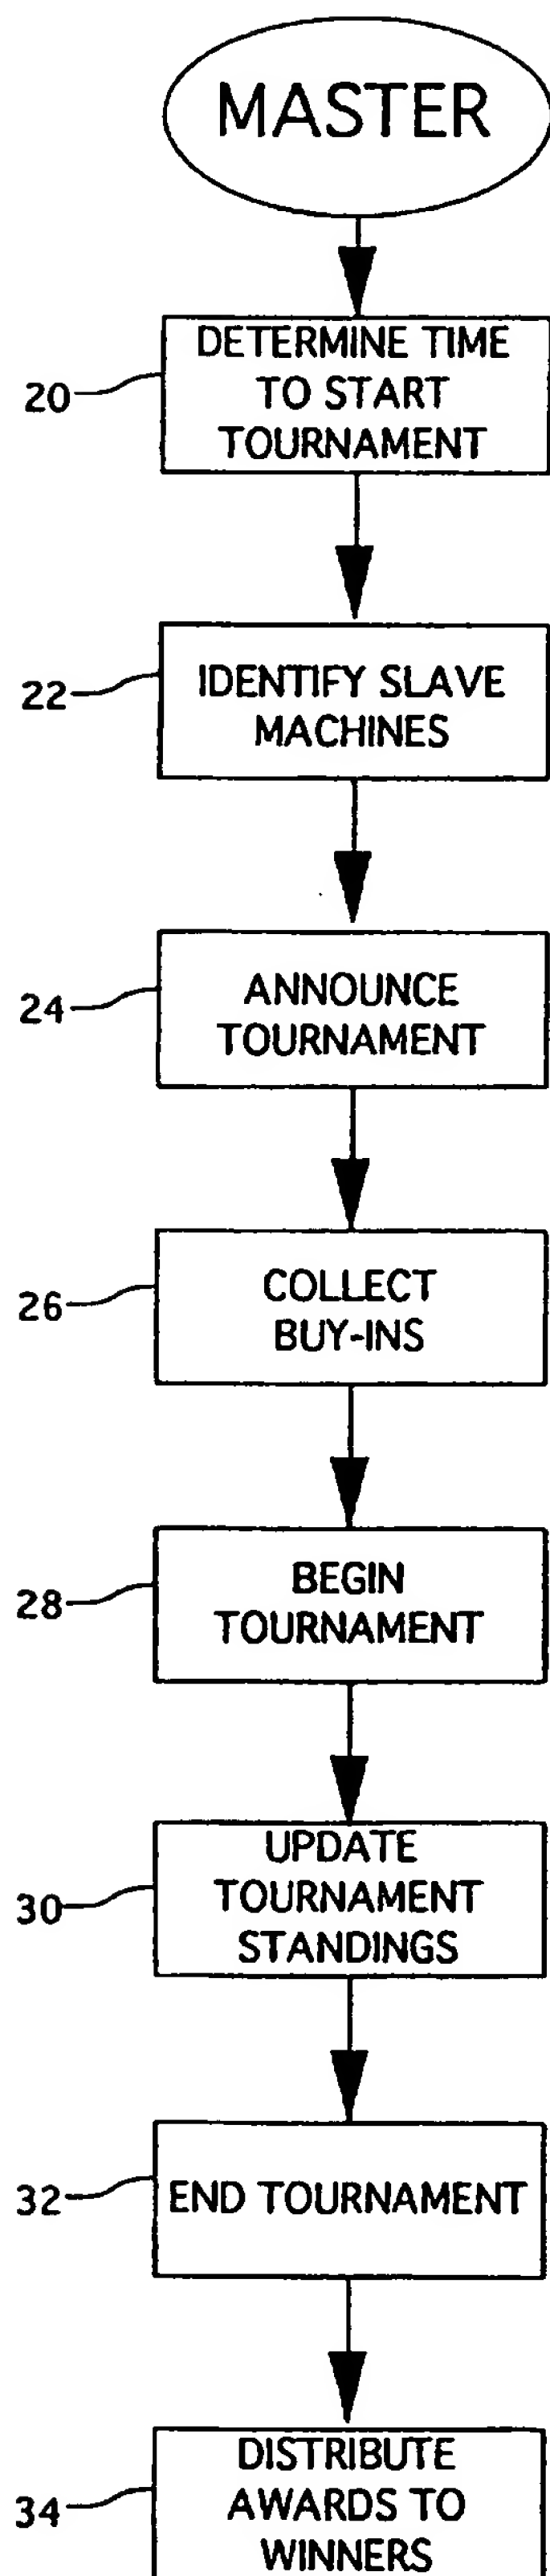 MASTER
DETERMINE TIME
20
TO START
TOURNAMENT
22
IDENTIFY SLAVE
MACHINES
24
ANNOUNCE
TOURNAMENT
26
COLLECT
BUY-INS
28
BEGIN
TOURNAMENT
UPDATE
30
TOURNAMENT
STANDINGS
32
END TOURNAMENT
DISTRIBUTE
34
AWARDS TO
WINNERS